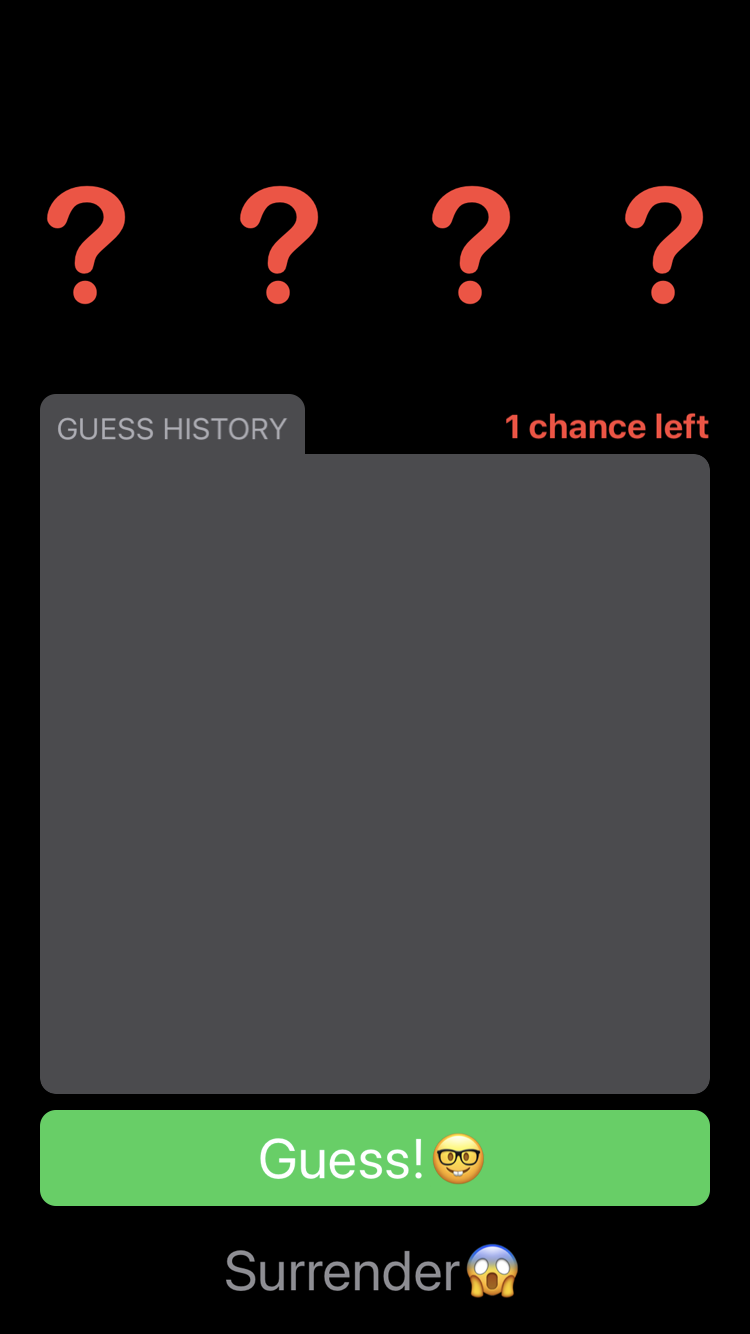 ? ? ? ?
GUESS HISTORY
1 chance left
Guess!🤓
Surrender😱